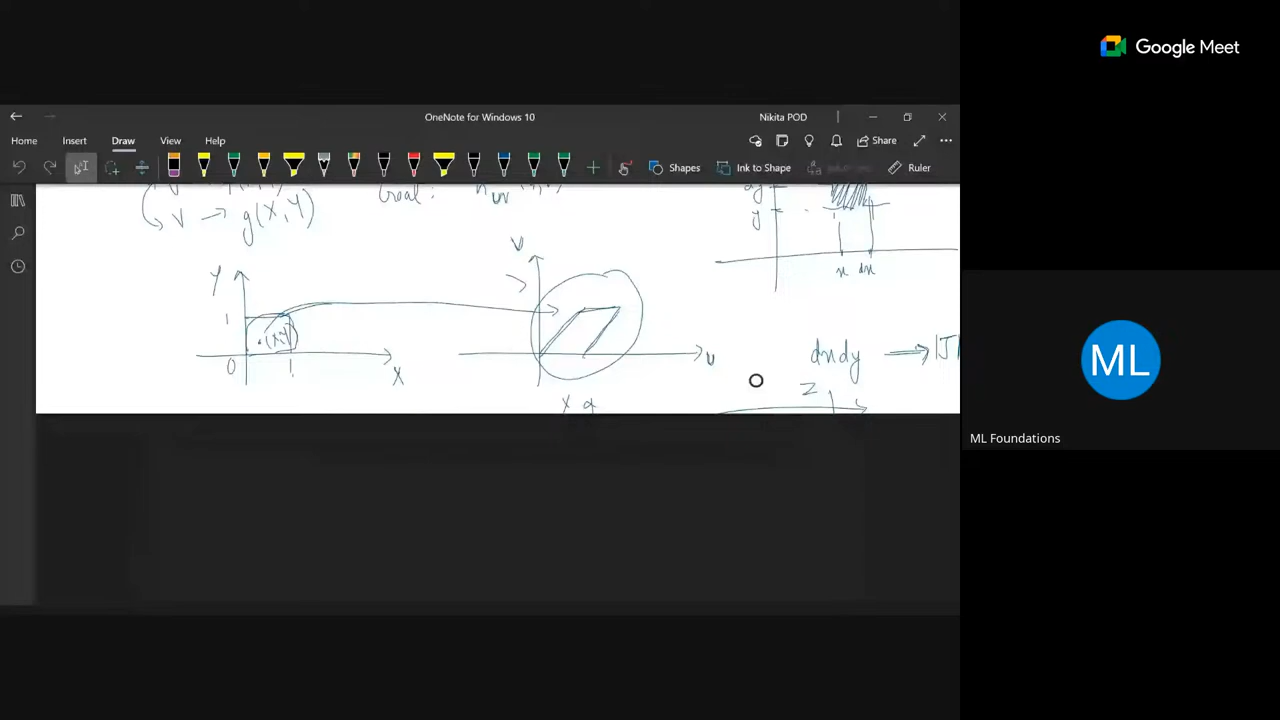 Google Meet
OneNote for Windows 10
Nikita POD
Home
Insert
Draw
View
Help
Share
Shapes
Ink to Shape
Ruler
V → g(X,Y)
Goal:
y
x dx
Y
1
(X,Y)
0
1
X
V
U
dxdy → |J|
Z
X
ML
ML Foundations